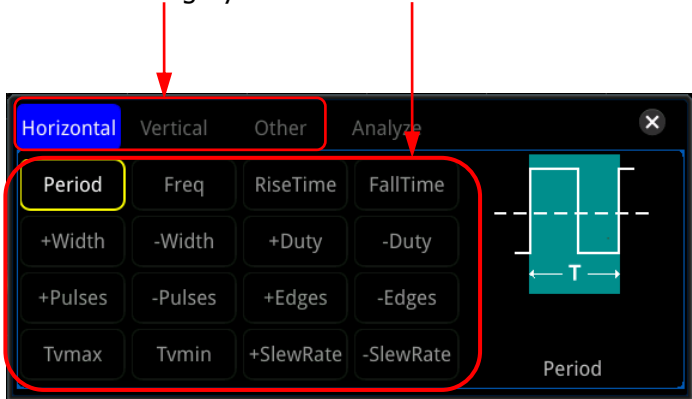 Horizontal Vertical Other Analyze
Period Freq RiseTime FallTime
+Width -Width +Duty -Duty
+Pulses -Pulses +Edges -Edges
T
Tvmax Tvmin +SlewRate -SlewRate
Period